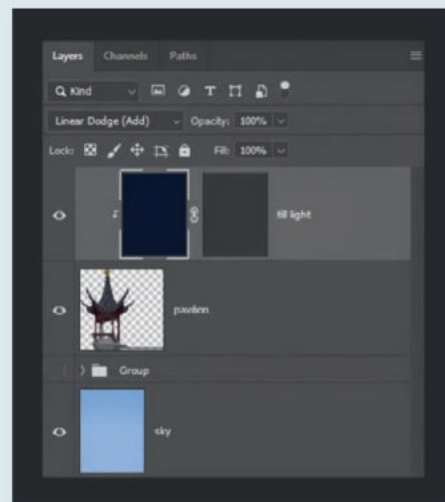 Layers Channels Paths
Kind
Linear Dodge (Add) Opacity: 100%
Lock: Fill: 100%
fill light
pavilion
Group
sky